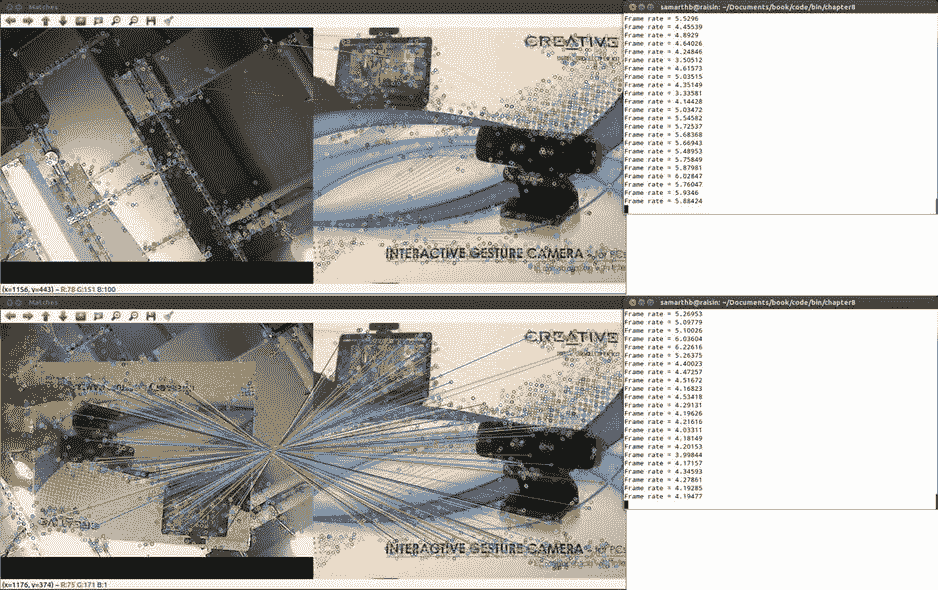 Matches
samarthb@raisin: ~/Documents/book/code/bin/chapter8
CREATIVE
INTERACTIVE GESTURE CAMERA
(x=1156, y=443) ~ R:78 G:151 B:100
Frame rate = 5.5296
Frame rate = 4.45539
Frame rate = 4.8929
Frame rate = 4.64026
Frame rate = 4.24846
Frame rate = 3.50512
Frame rate = 4.61573
Frame rate = 5.03515
Frame rate = 4.35149
Frame rate = 3.33581
Frame rate = 4.14428
Frame rate = 5.03472
Frame rate = 5.54582
Frame rate = 5.72537
Frame rate = 5.68368
Frame rate = 5.66943
Frame rate = 5.48953
Frame rate = 5.75849
Frame rate = 5.87981
Frame rate = 6.02847
Frame rate = 5.76047
Frame rate = 5.9346
Frame rate = 5.88424
Matches
samarthb@raisin: ~/Documents/book/code/bin/chapter8
CREATIVE
INTERACTIVE GESTURE CAMERA
(x=1176, y=374) ~ R:75 G:171 B:1
Frame rate = 5.26953
Frame rate = 5.09779
Frame rate = 5.10026
Frame rate = 6.03604
Frame rate = 6.22616
Frame rate = 5.26375
Frame rate = 4.40023
Frame rate = 4.47257
Frame rate = 4.51672
Frame rate = 4.16823
Frame rate = 4.53418
Frame rate = 4.29131
Frame rate = 4.19626
Frame rate = 4.21616
Frame rate = 4.03311
Frame rate = 4.18149
Frame rate = 4.20153
Frame rate = 3.99844
Frame rate = 4.17157
Frame rate = 4.34593
Frame rate = 4.27861
Frame rate = 4.19285
Frame rate = 4.19477